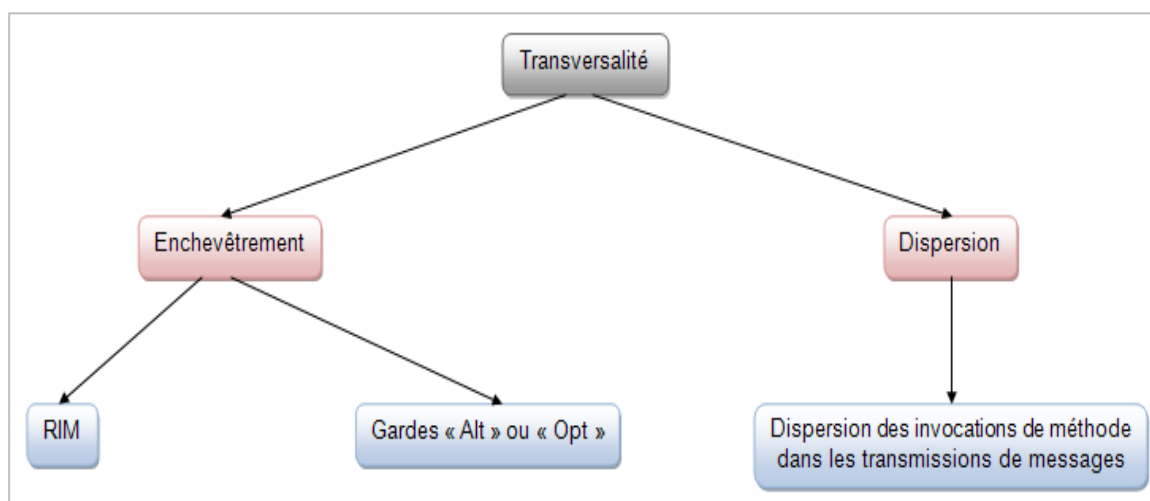 Transversalité
Enchevêtrement
Dispersion
RIM
Gardes « Alt » ou « Opt »
Dispersion des invocations de méthode
dans les transmissions de messages